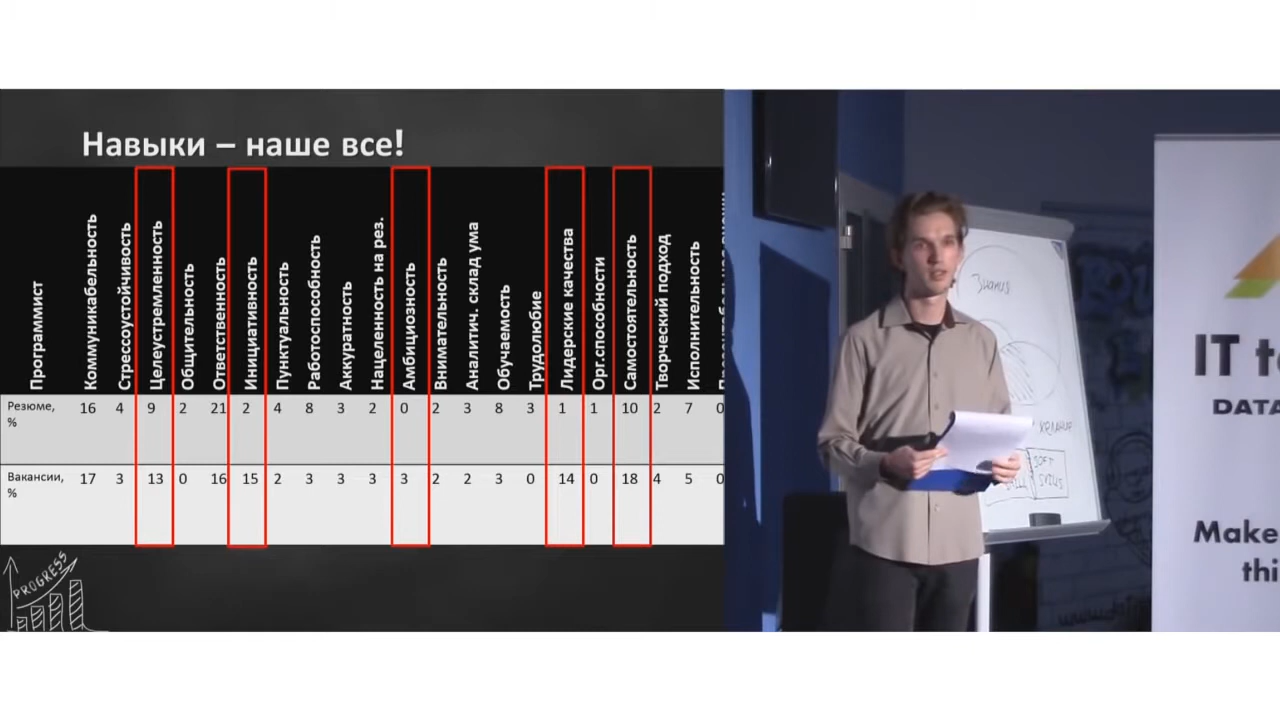 Навыки – наше все!
Программист
Коммуникабельность
Стрессоустойчивость
Целеустремленность
Общительность
Ответственность
Инициативность
Пунктуальность
Работоспособность
Аккуратность
Нацеленность на рез.
Амбициозность
Внимательность
Аналитич. склад ума
Обучаемость
Трудолюбие
Лидерские качества
Орг.способности
Самостоятельность
Творческий подход
Исполнительность
Резюме, 16 4 9 2 21 2 4 8 3 2 0 2 3 8 3 1 1 10 2 7 0
%
Вакансии, 17 3 13 0 16 15 2 3 3 3 3 2 2 3 0 14 0 18 4 5 0
%
PROGRESS
Знания
SOFT
SKILLS
IT
DATA
Make
thi